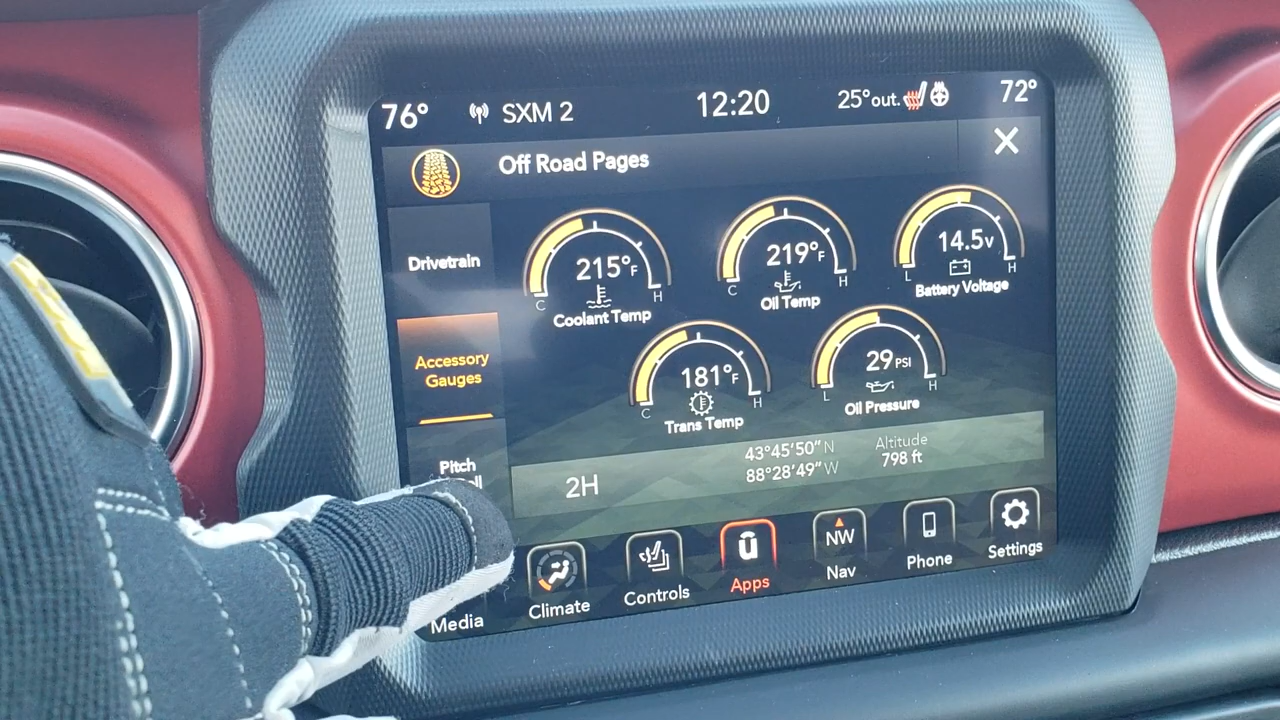 76° SXM 2 12:20 25°out. 72°
Off Road Pages
Drivetrain
Accessory
Gauges
Pitch
215°F
C H
Coolant Temp
219°F
C H
Oil Temp
14.5v
L H
Battery Voltage
181°F
C H
Trans Temp
29 PSI
L H
Oil Pressure
2H
43°45'50" N
88°28'49" W
Altitude
798 ft
Media
Climate
Controls
Apps
NW
Nav
Phone
Settings